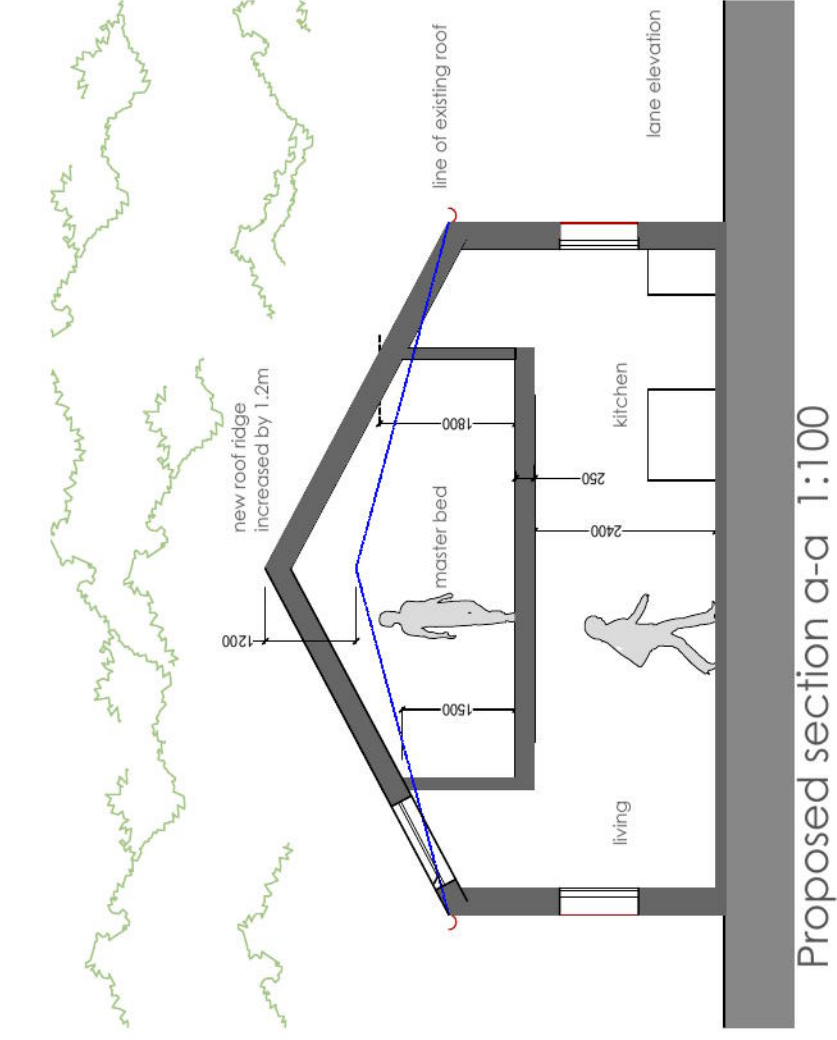 new roof ridge
increased by 1.2m
line of existing roof
1200
1800
1500
master bed
250
2400
living
kitchen
lane elevation
Proposed section a-a 1:100